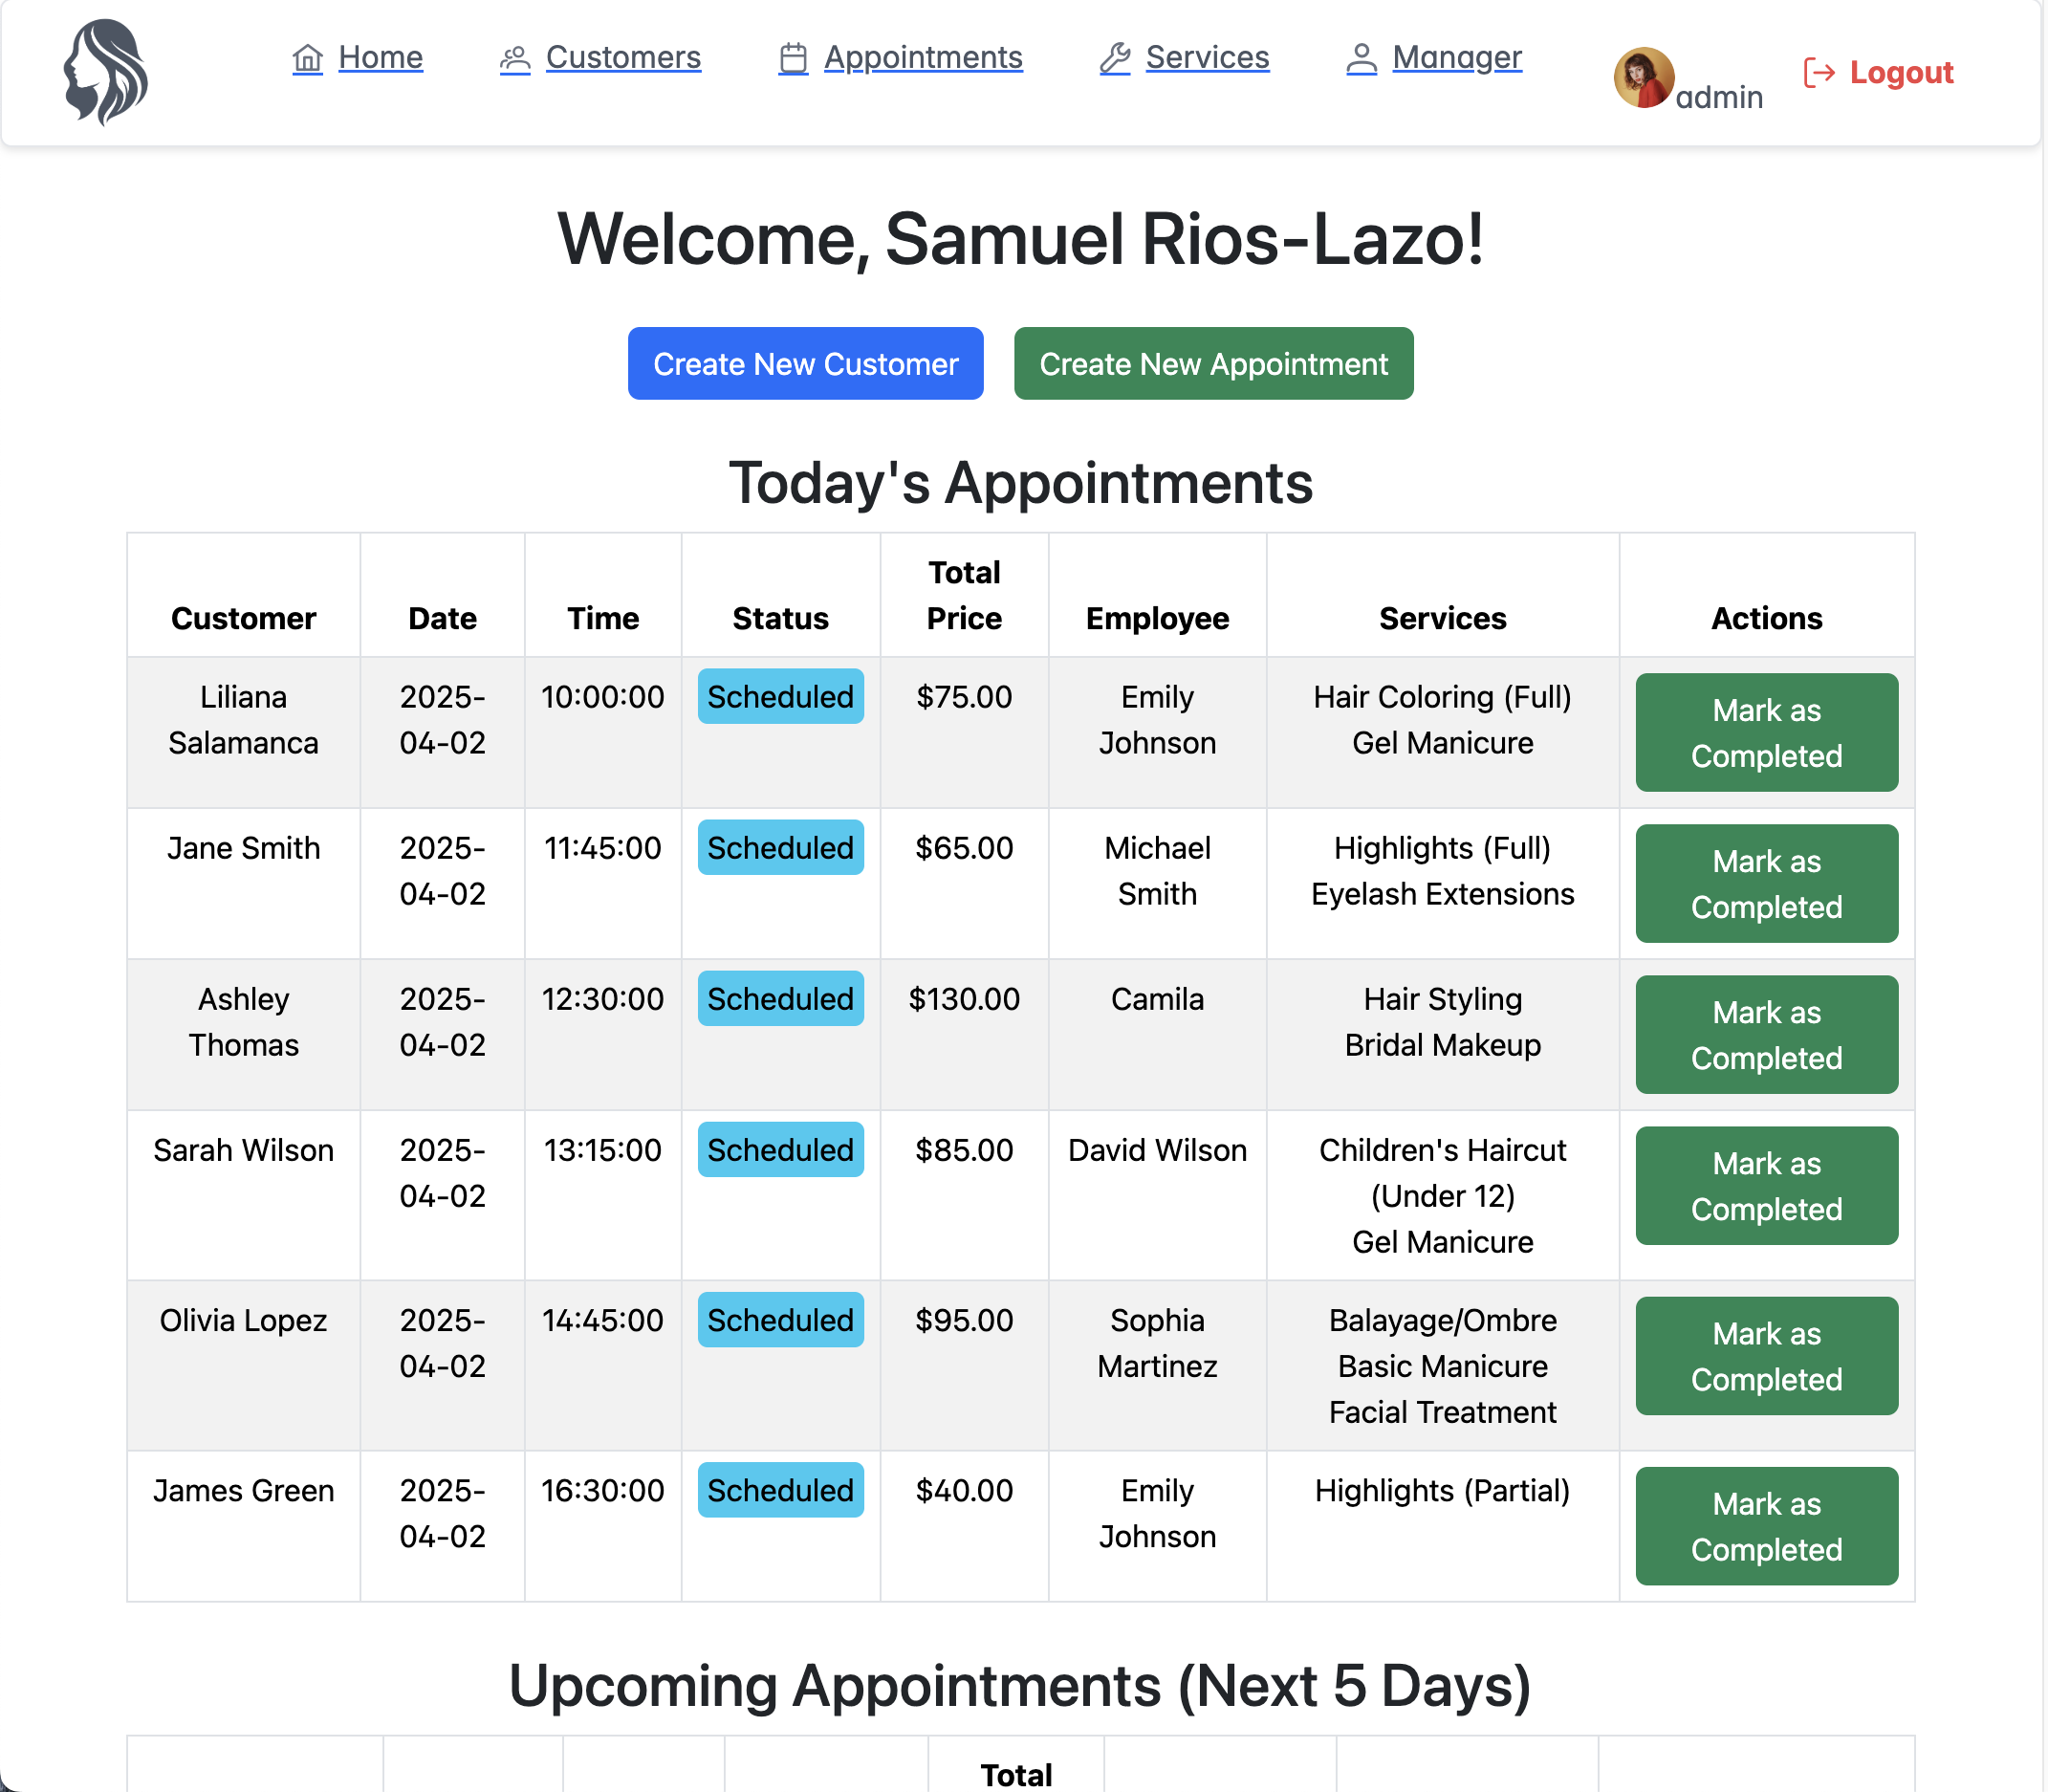 Home Customers Appointments Services Manager admin Logout
Welcome, Samuel Rios-Lazo!
Create New Customer Create New Appointment
Today's Appointments
Customer Date Time Status Total Price Employee Services Actions
Liliana Salamanca 2025-04-02 10:00:00 Scheduled $75.00 Emily Johnson Hair Coloring (Full) Gel Manicure Mark as Completed
Jane Smith 2025-04-02 11:45:00 Scheduled $65.00 Michael Smith Highlights (Full) Eyelash Extensions Mark as Completed
Ashley Thomas 2025-04-02 12:30:00 Scheduled $130.00 Camila Hair Styling Bridal Makeup Mark as Completed
Sarah Wilson 2025-04-02 13:15:00 Scheduled $85.00 David Wilson Children's Haircut (Under 12) Gel Manicure Mark as Completed
Olivia Lopez 2025-04-02 14:45:00 Scheduled $95.00 Sophia Martinez Balayage/Ombre Basic Manicure Facial Treatment Mark as Completed
James Green 2025-04-02 16:30:00 Scheduled $40.00 Emily Johnson Highlights (Partial) Mark as Completed
Upcoming Appointments (Next 5 Days)
Total